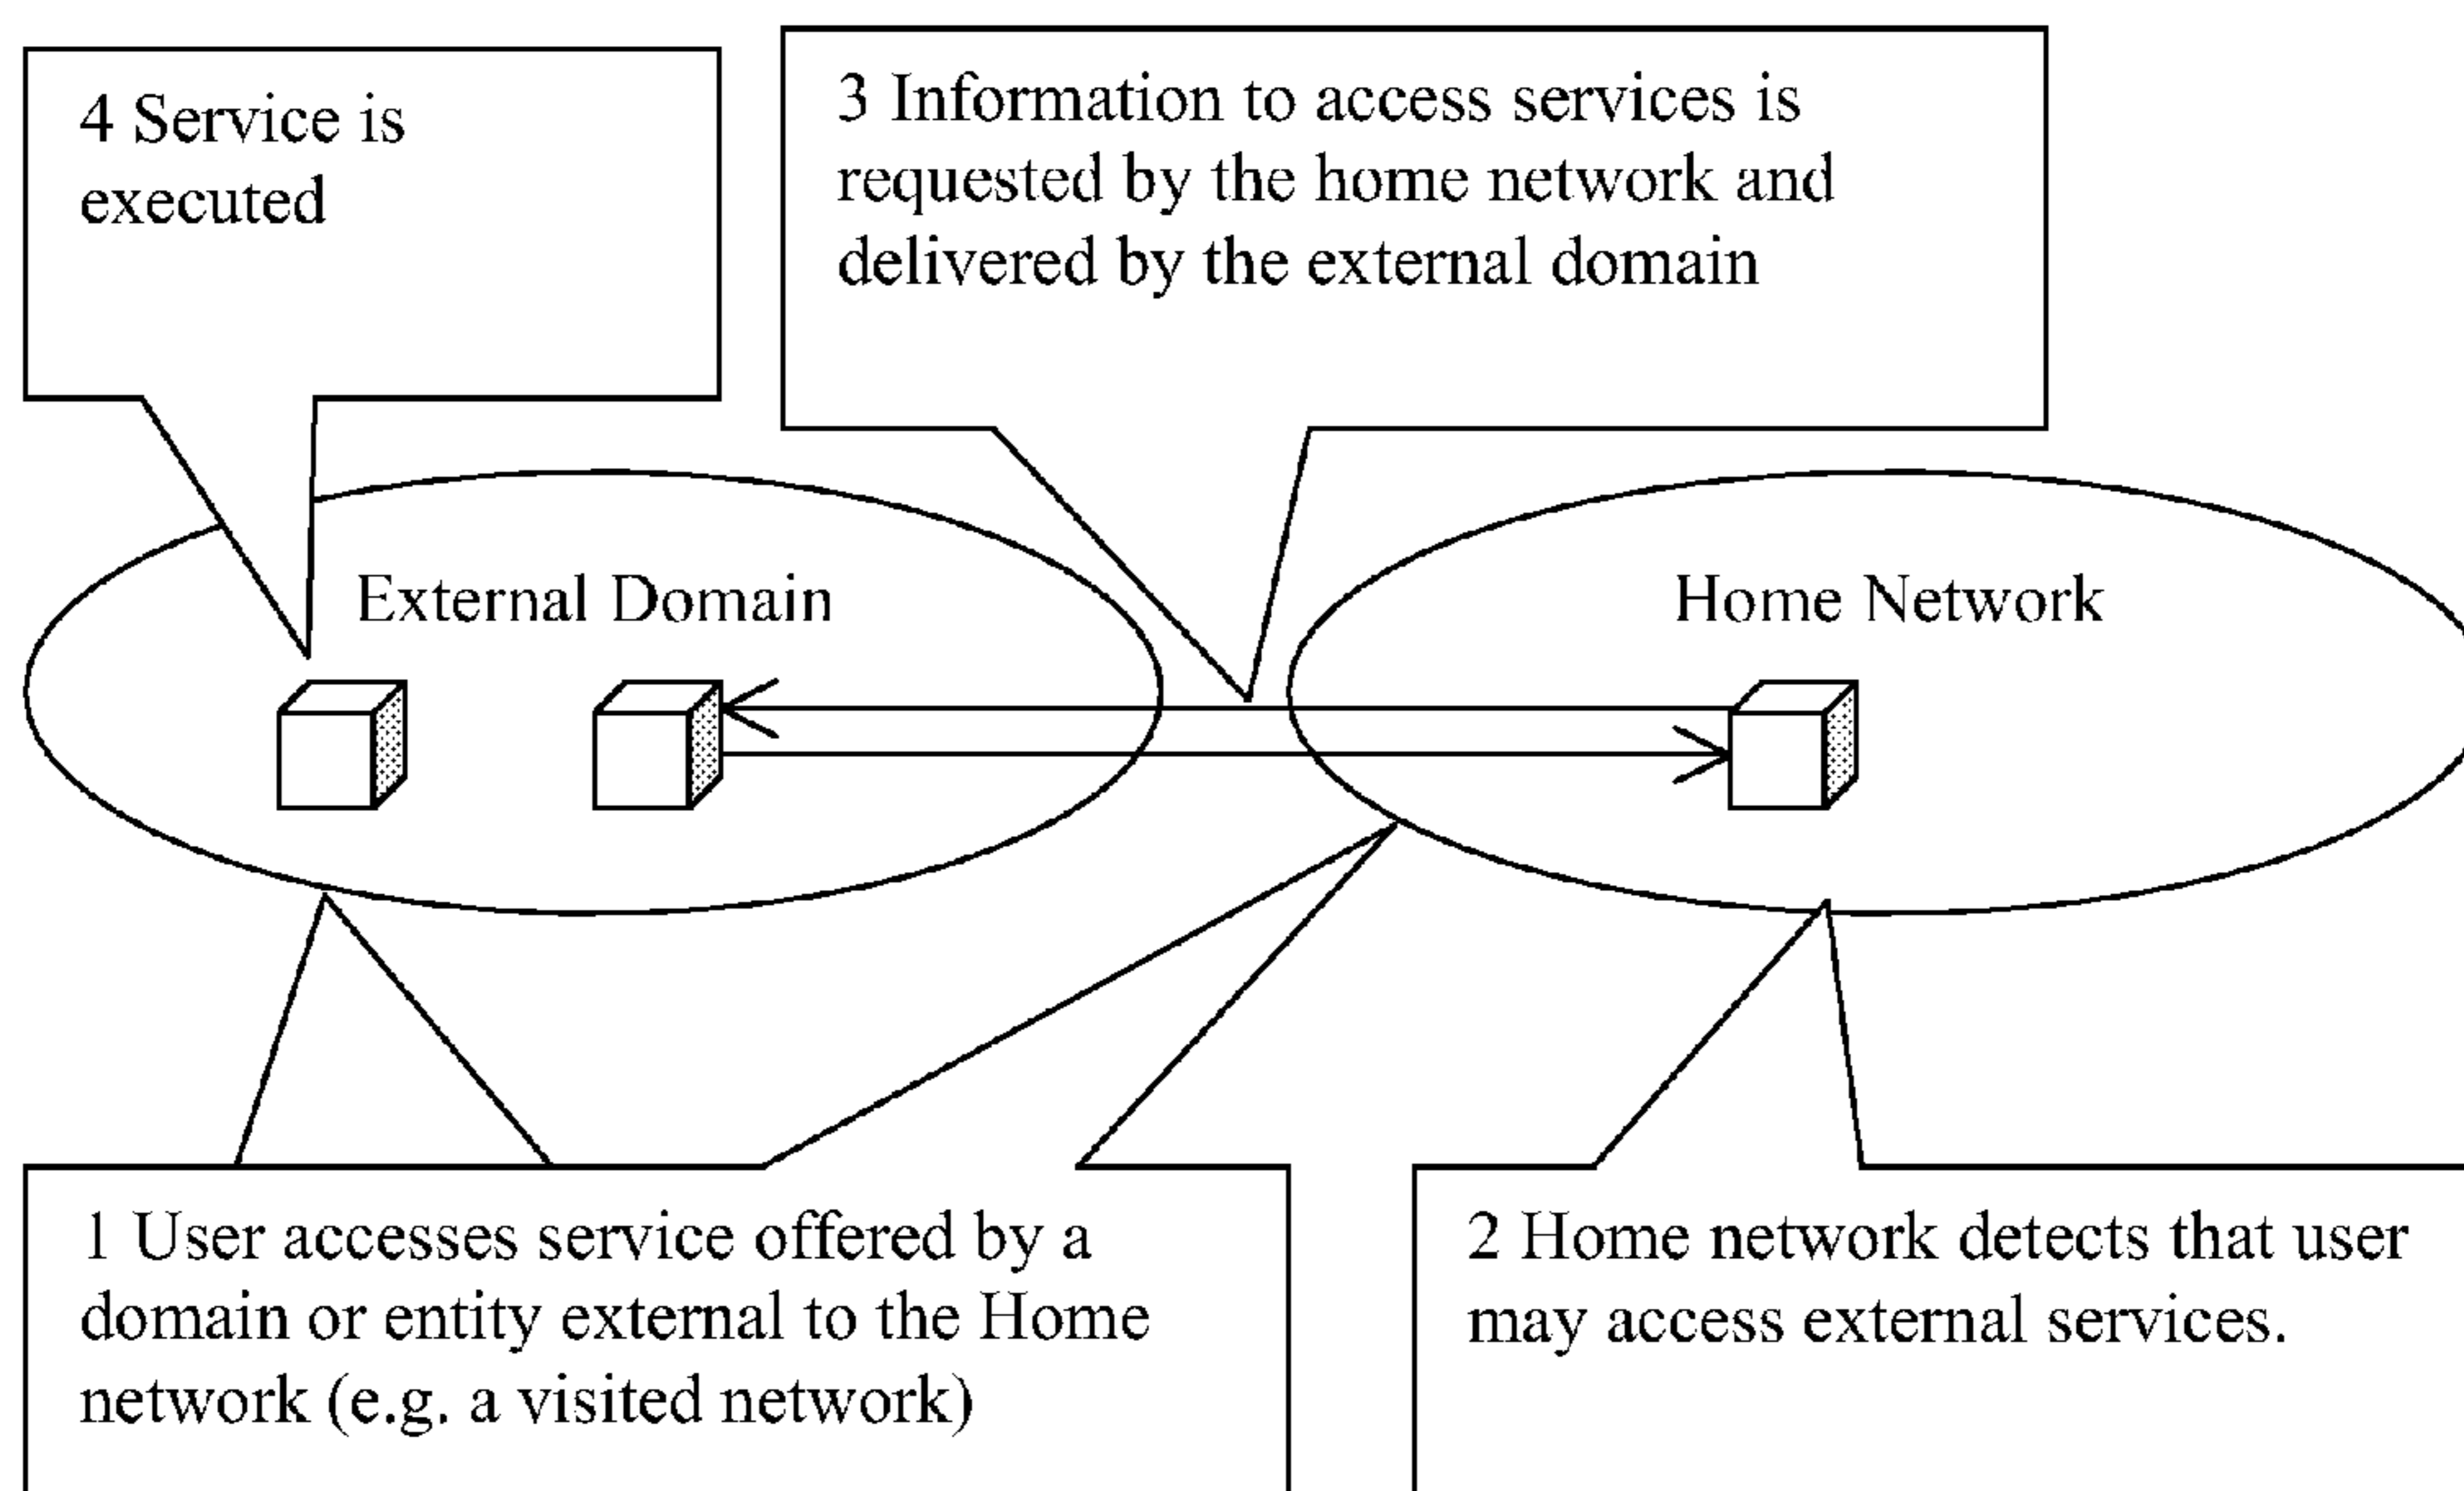 4 Service is
executed
3 Information to access services is
requested by the home network and
delivered by the external domain
External Domain
Home Network
1 User accesses service offered by a
domain or entity external to the Home
network (e.g. a visited network)
2 Home network detects that user
may access external services.